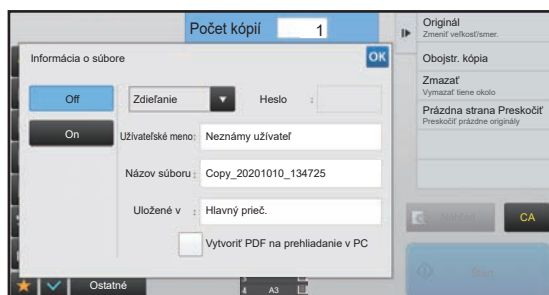 Počet kópií 1
Originál
Zmeniť veľkosť/smer.
Obojstr. kópia
Zmazať
Vymazať tiene okolo
Prázdna strana Preskočiť
Preskočiť prázdne originály
Informácia o súbore OK
Off
On
Zdieľanie Heslo :
Užívateľské meno: Neznámy užívateľ
Názov súboru : Copy_20201010_134725
Uložené v : Hlavný prieč.
Vytvoriť PDF na prehliadanie v PC
CA
Start
Ostatné
4 A3